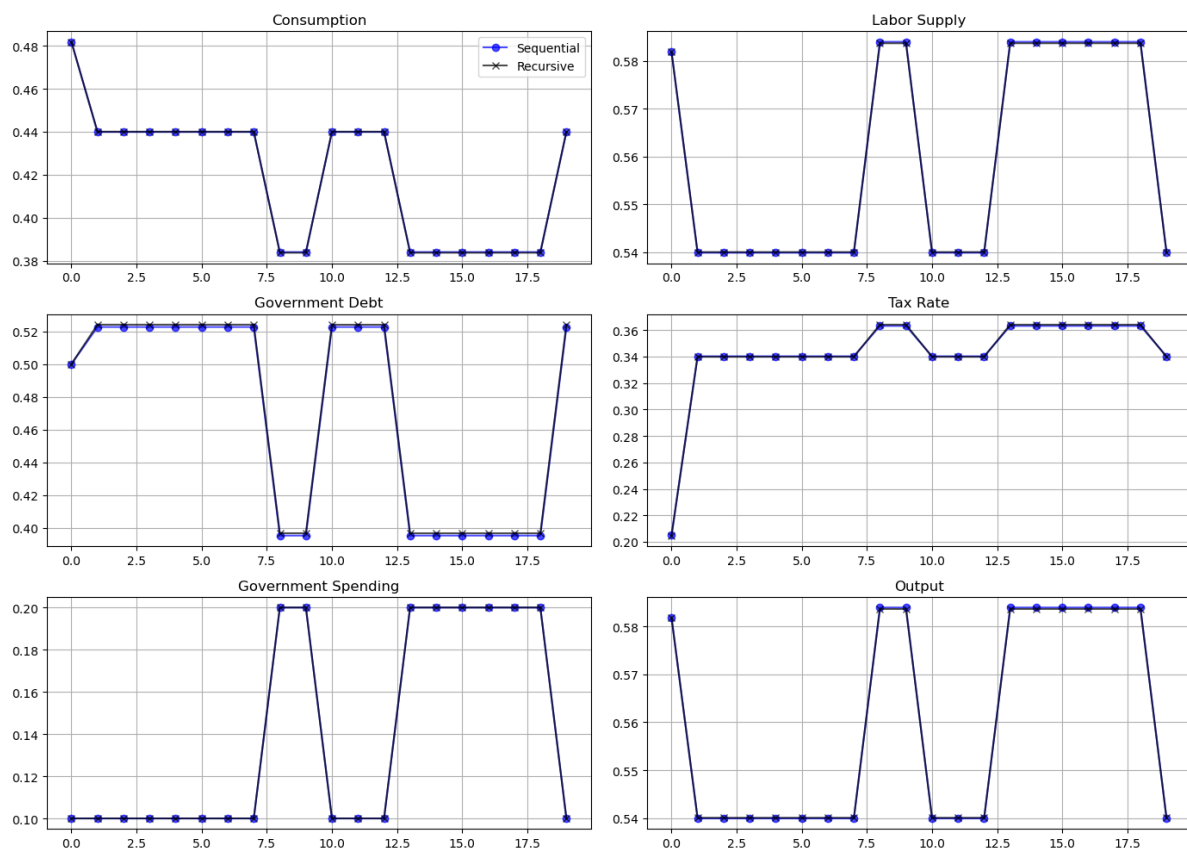 Consumption
0.48
0.46
0.44
0.42
0.40
0.38
0.0 2.5 5.0 7.5 10.0 12.5 15.0 17.5
Sequential
Recursive
Labor Supply
0.58
0.57
0.56
0.55
0.54
0.0 2.5 5.0 7.5 10.0 12.5 15.0 17.5
Government Debt
0.52
0.50
0.48
0.46
0.44
0.42
0.40
0.0 2.5 5.0 7.5 10.0 12.5 15.0 17.5
Tax Rate
0.36
0.34
0.32
0.30
0.28
0.26
0.24
0.22
0.20
0.0 2.5 5.0 7.5 10.0 12.5 15.0 17.5
Government Spending
0.20
0.18
0.16
0.14
0.12
0.10
0.0 2.5 5.0 7.5 10.0 12.5 15.0 17.5
Output
0.58
0.57
0.56
0.55
0.54
0.0 2.5 5.0 7.5 10.0 12.5 15.0 17.5